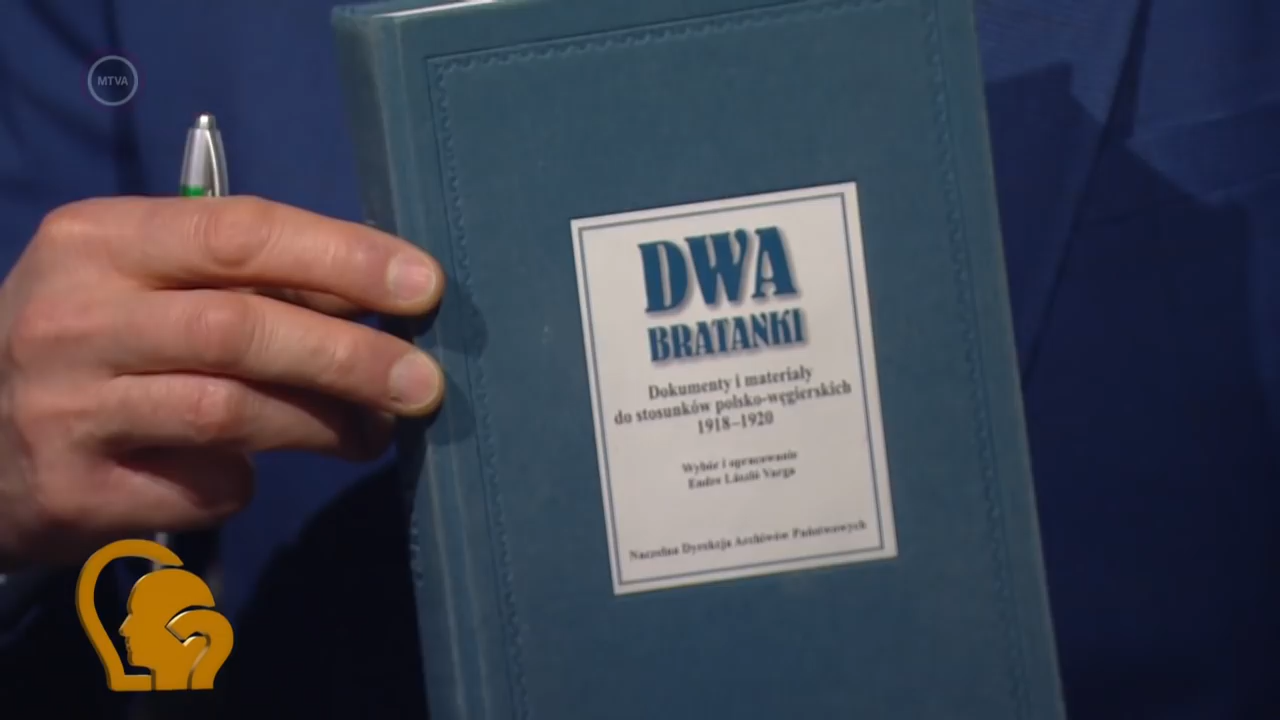 MTVA
DWA
BRATANKI
Dokumenty i materiały
do stosunków polsko-węgierskich
1918–1920
Wybór i opracowanie
Endre László Varga
Naczelna Dyrekcja Archiwów Państwowych